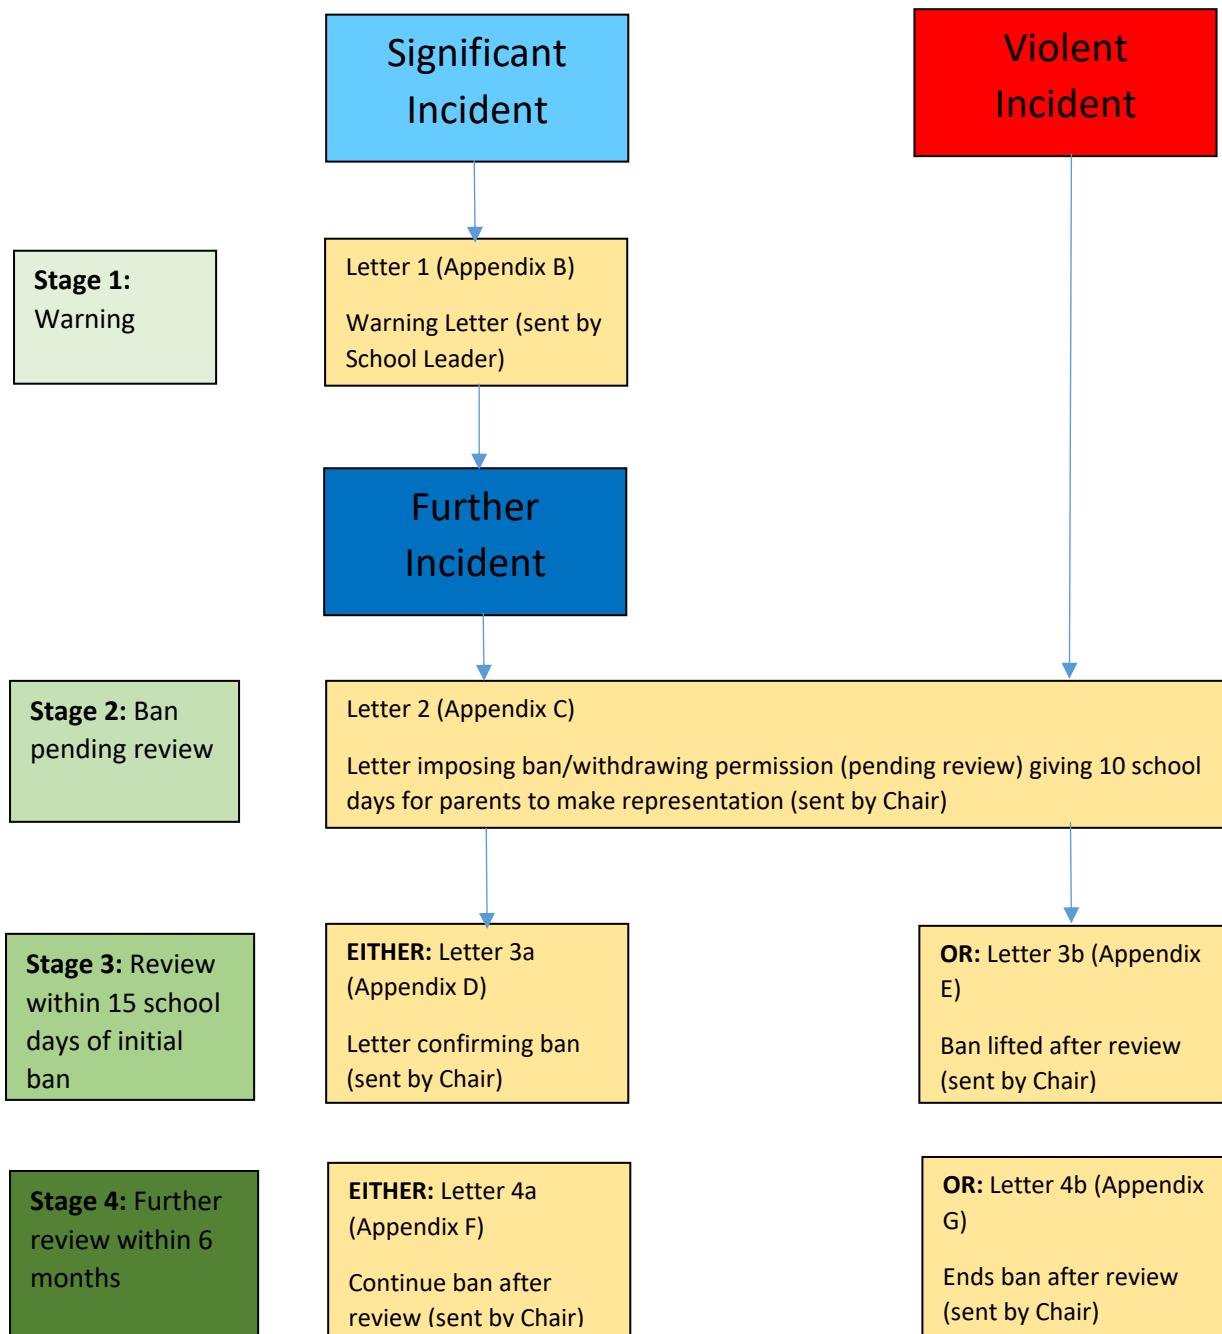 Significant
Incident
Violent
Incident
Stage 1:
Warning
Letter 1 (Appendix B)
Warning Letter (sent by
School Leader)
Further
Incident
Stage 2: Ban
pending review
Letter 2 (Appendix C)
Letter imposing ban/withdrawing permission (pending review) giving 10 school
days for parents to make representation (sent by Chair)
Stage 3: Review
within 15 school
days of initial
ban
EITHER: Letter 3a
(Appendix D)
Letter confirming ban
(sent by Chair)
OR: Letter 3b (Appendix
E)
Ban lifted after review
(sent by Chair)
Stage 4: Further
review within 6
months
EITHER: Letter 4a
(Appendix F)
Continue ban after
review (sent by Chair)
OR: Letter 4b (Appendix
G)
Ends ban after review
(sent by Chair)